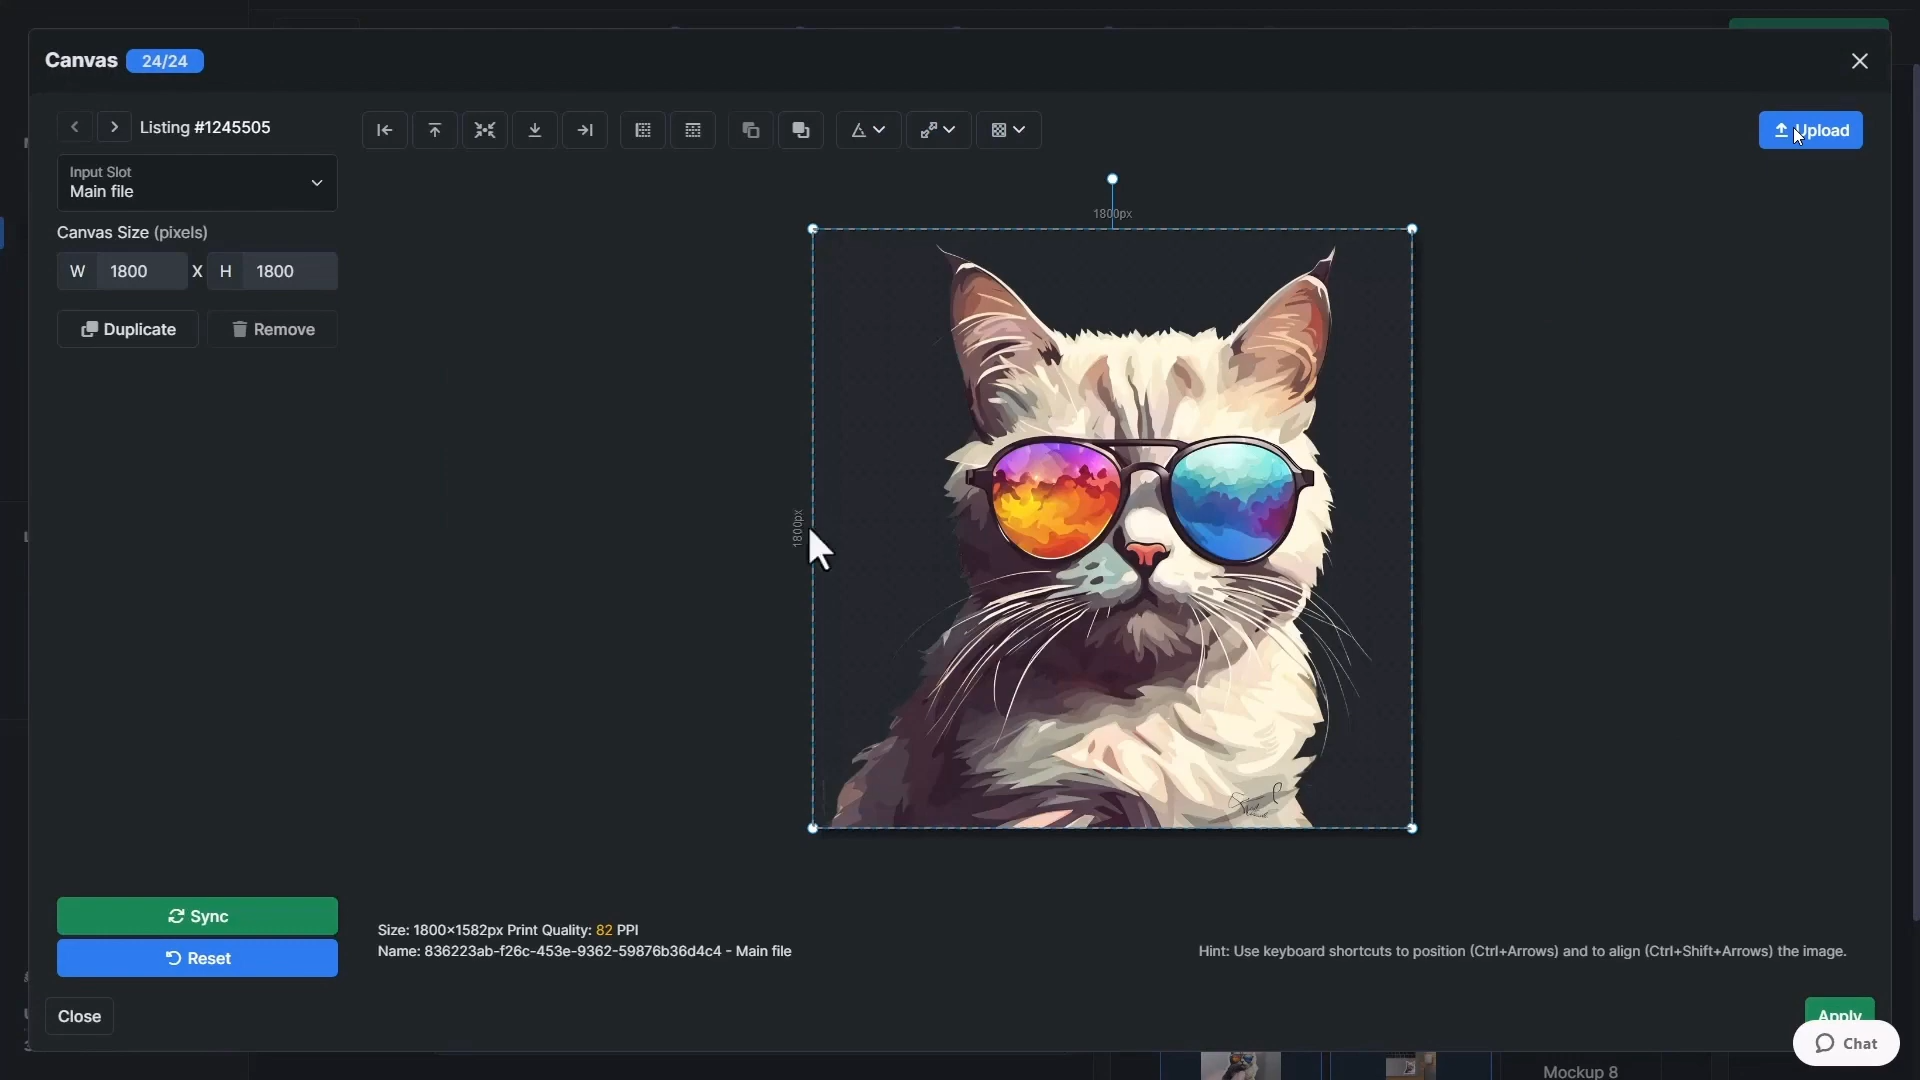 Canvas 24/24
Listing #1245505
Upload
Input Slot
Main file
Canvas Size (pixels)
W 1800 X H 1800
Duplicate Remove
1800px
1800px
Sync
Reset
Size: 1800×1582px Print Quality: 82 PPI
Name: 836223ab-f26c-453e-9362-59876b36d4c4 - Main file
Hint: Use keyboard shortcuts to position (Ctrl+Arrows) and to align (Ctrl+Shift+Arrows) the image.
Close
Apply
Chat
Mockup 8